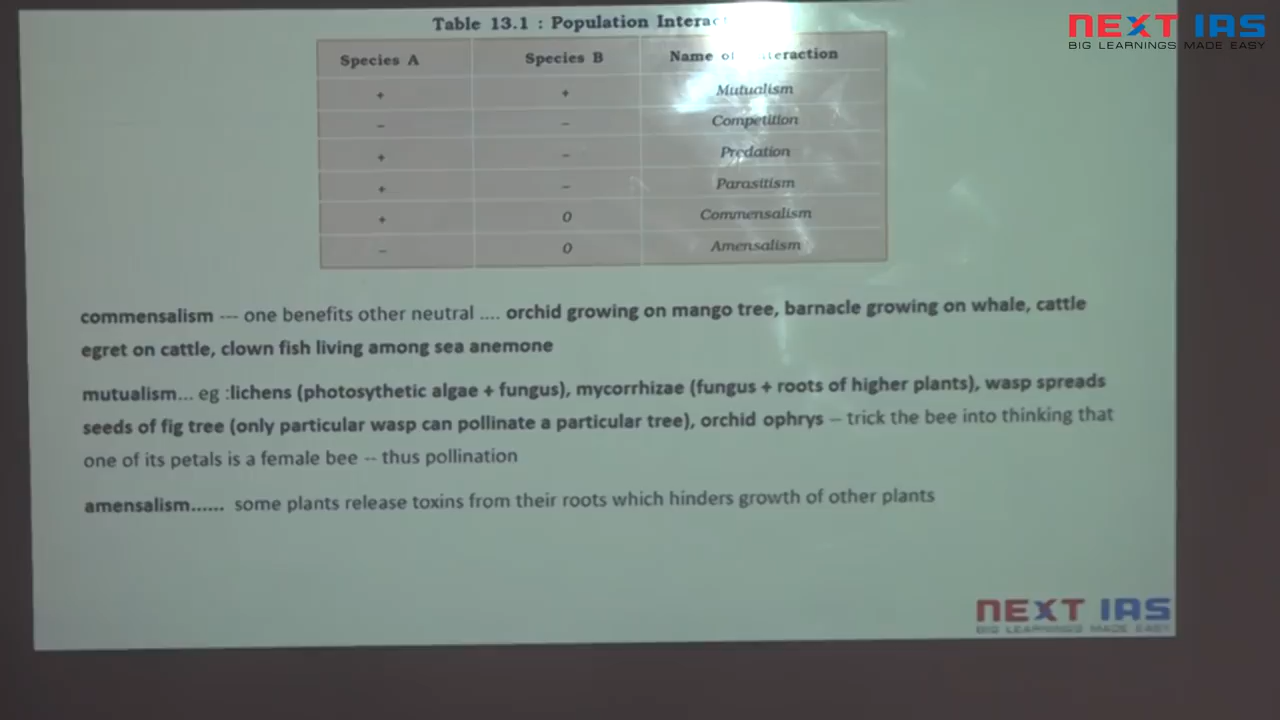 Table 13.1 : Population
NEXT IAS
BIG LEARNINGS MADE EASY
Species A Species B Name
+ + Mutualism
– – Competition
+ – Predation
+ – Parasitism
+ 0 Commensalism
– 0 Amensalism
commensalism --- one benefits other neutral .... orchid growing on mango tree, barnacle growing on whale, cattle
egret on cattle, clown fish living among sea anemone
mutualism... eg :lichens (photosythetic algae + fungus), mycorrhizae (fungus + roots of higher plants), wasp spreads
seeds of fig tree (only particular wasp can pollinate a particular tree), orchid ophrys – trick the bee into thinking that
one of its petals is a female bee -- thus pollination
amensalism...... some plants release toxins from their roots which hinders growth of other plants
NEXT IAS
BIG LEARNINGS MADE EASY